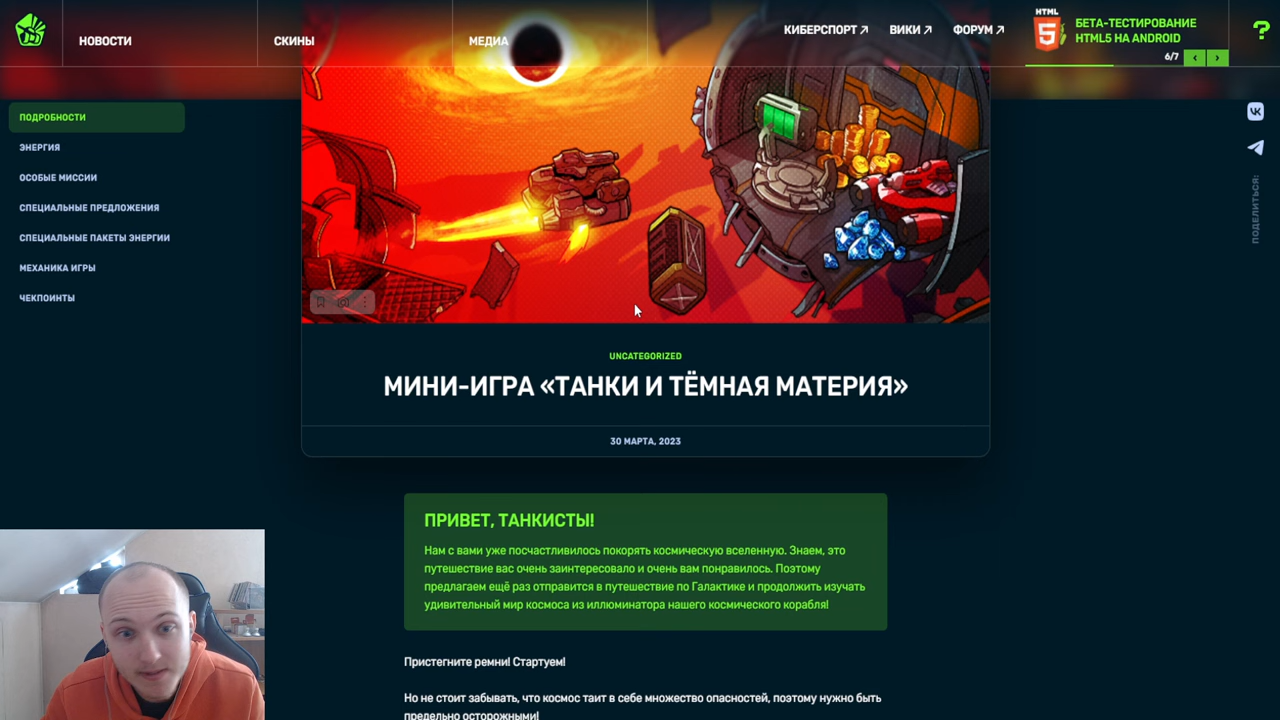 НОВОСТИ
СКИНЫ
МЕДИА
КИБЕРСПОРТ ↗
ВИКИ ↗
ФОРУМ ↗
HTML
5
БЕТА-ТЕСТИРОВАНИЕ
HTML5 НА ANDROID
6/7
‹ ›
?
ПОДРОБНОСТИ
ЭНЕРГИЯ
ОСОБЫЕ МИССИИ
СПЕЦИАЛЬНЫЕ ПРЕДЛОЖЕНИЯ
СПЕЦИАЛЬНЫЕ ПАКЕТЫ ЭНЕРГИИ
МЕХАНИКА ИГРЫ
ЧЕКПОИНТЫ
ПОДЕЛИТЬСЯ:
UNCATEGORIZED
МИНИ-ИГРА «ТАНКИ И ТЁМНАЯ МАТЕРИЯ»
30 МАРТА, 2023
ПРИВЕТ, ТАНКИСТЫ!
Нам с вами уже посчастливилось покорять космическую вселенную. Знаем, это
путешествие вас очень заинтересовало и очень вам понравилось. Поэтому
предлагаем ещё раз отправится в путешествие по Галактике и продолжить изучать
удивительный мир космоса из иллюминатора нашего космического корабля!
Пристегните ремни! Стартуем!
Но не стоит забывать, что космос таит в себе множество опасностей, поэтому нужно быть
предельно осторожными!